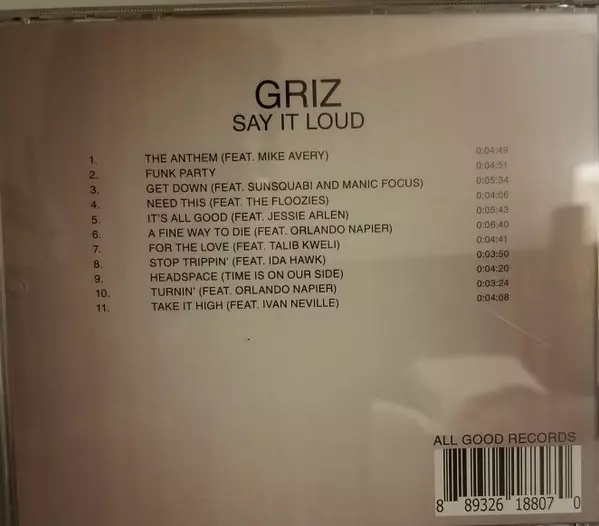 GRIZ
SAY IT LOUD
1. THE ANTHEM (FEAT. MIKE AVERY) 0:04:49
2. FUNK PARTY 0:04:51
3. GET DOWN (FEAT. SUNSQUABI AND MANIC FOCUS) 0:05:34
4. NEED THIS (FEAT. THE FLOOZIES) 0:04:06
5. IT'S ALL GOOD (FEAT. JESSIE ARLEN) 0:05:43
6. A FINE WAY TO DIE (FEAT. ORLANDO NAPIER) 0:06:40
7. FOR THE LOVE (FEAT. TALIB KWELI) 0:04:41
8. STOP TRIPPIN' (FEAT. IDA HAWK) 0:03:50
9. HEADSPACE (TIME IS ON OUR SIDE) 0:04:20
10. TURNIN' (FEAT. ORLANDO NAPIER) 0:03:24
11. TAKE IT HIGH (FEAT. IVAN NEVILLE) 0:04:08
ALL GOOD RECORDS
8 89326 18807 0